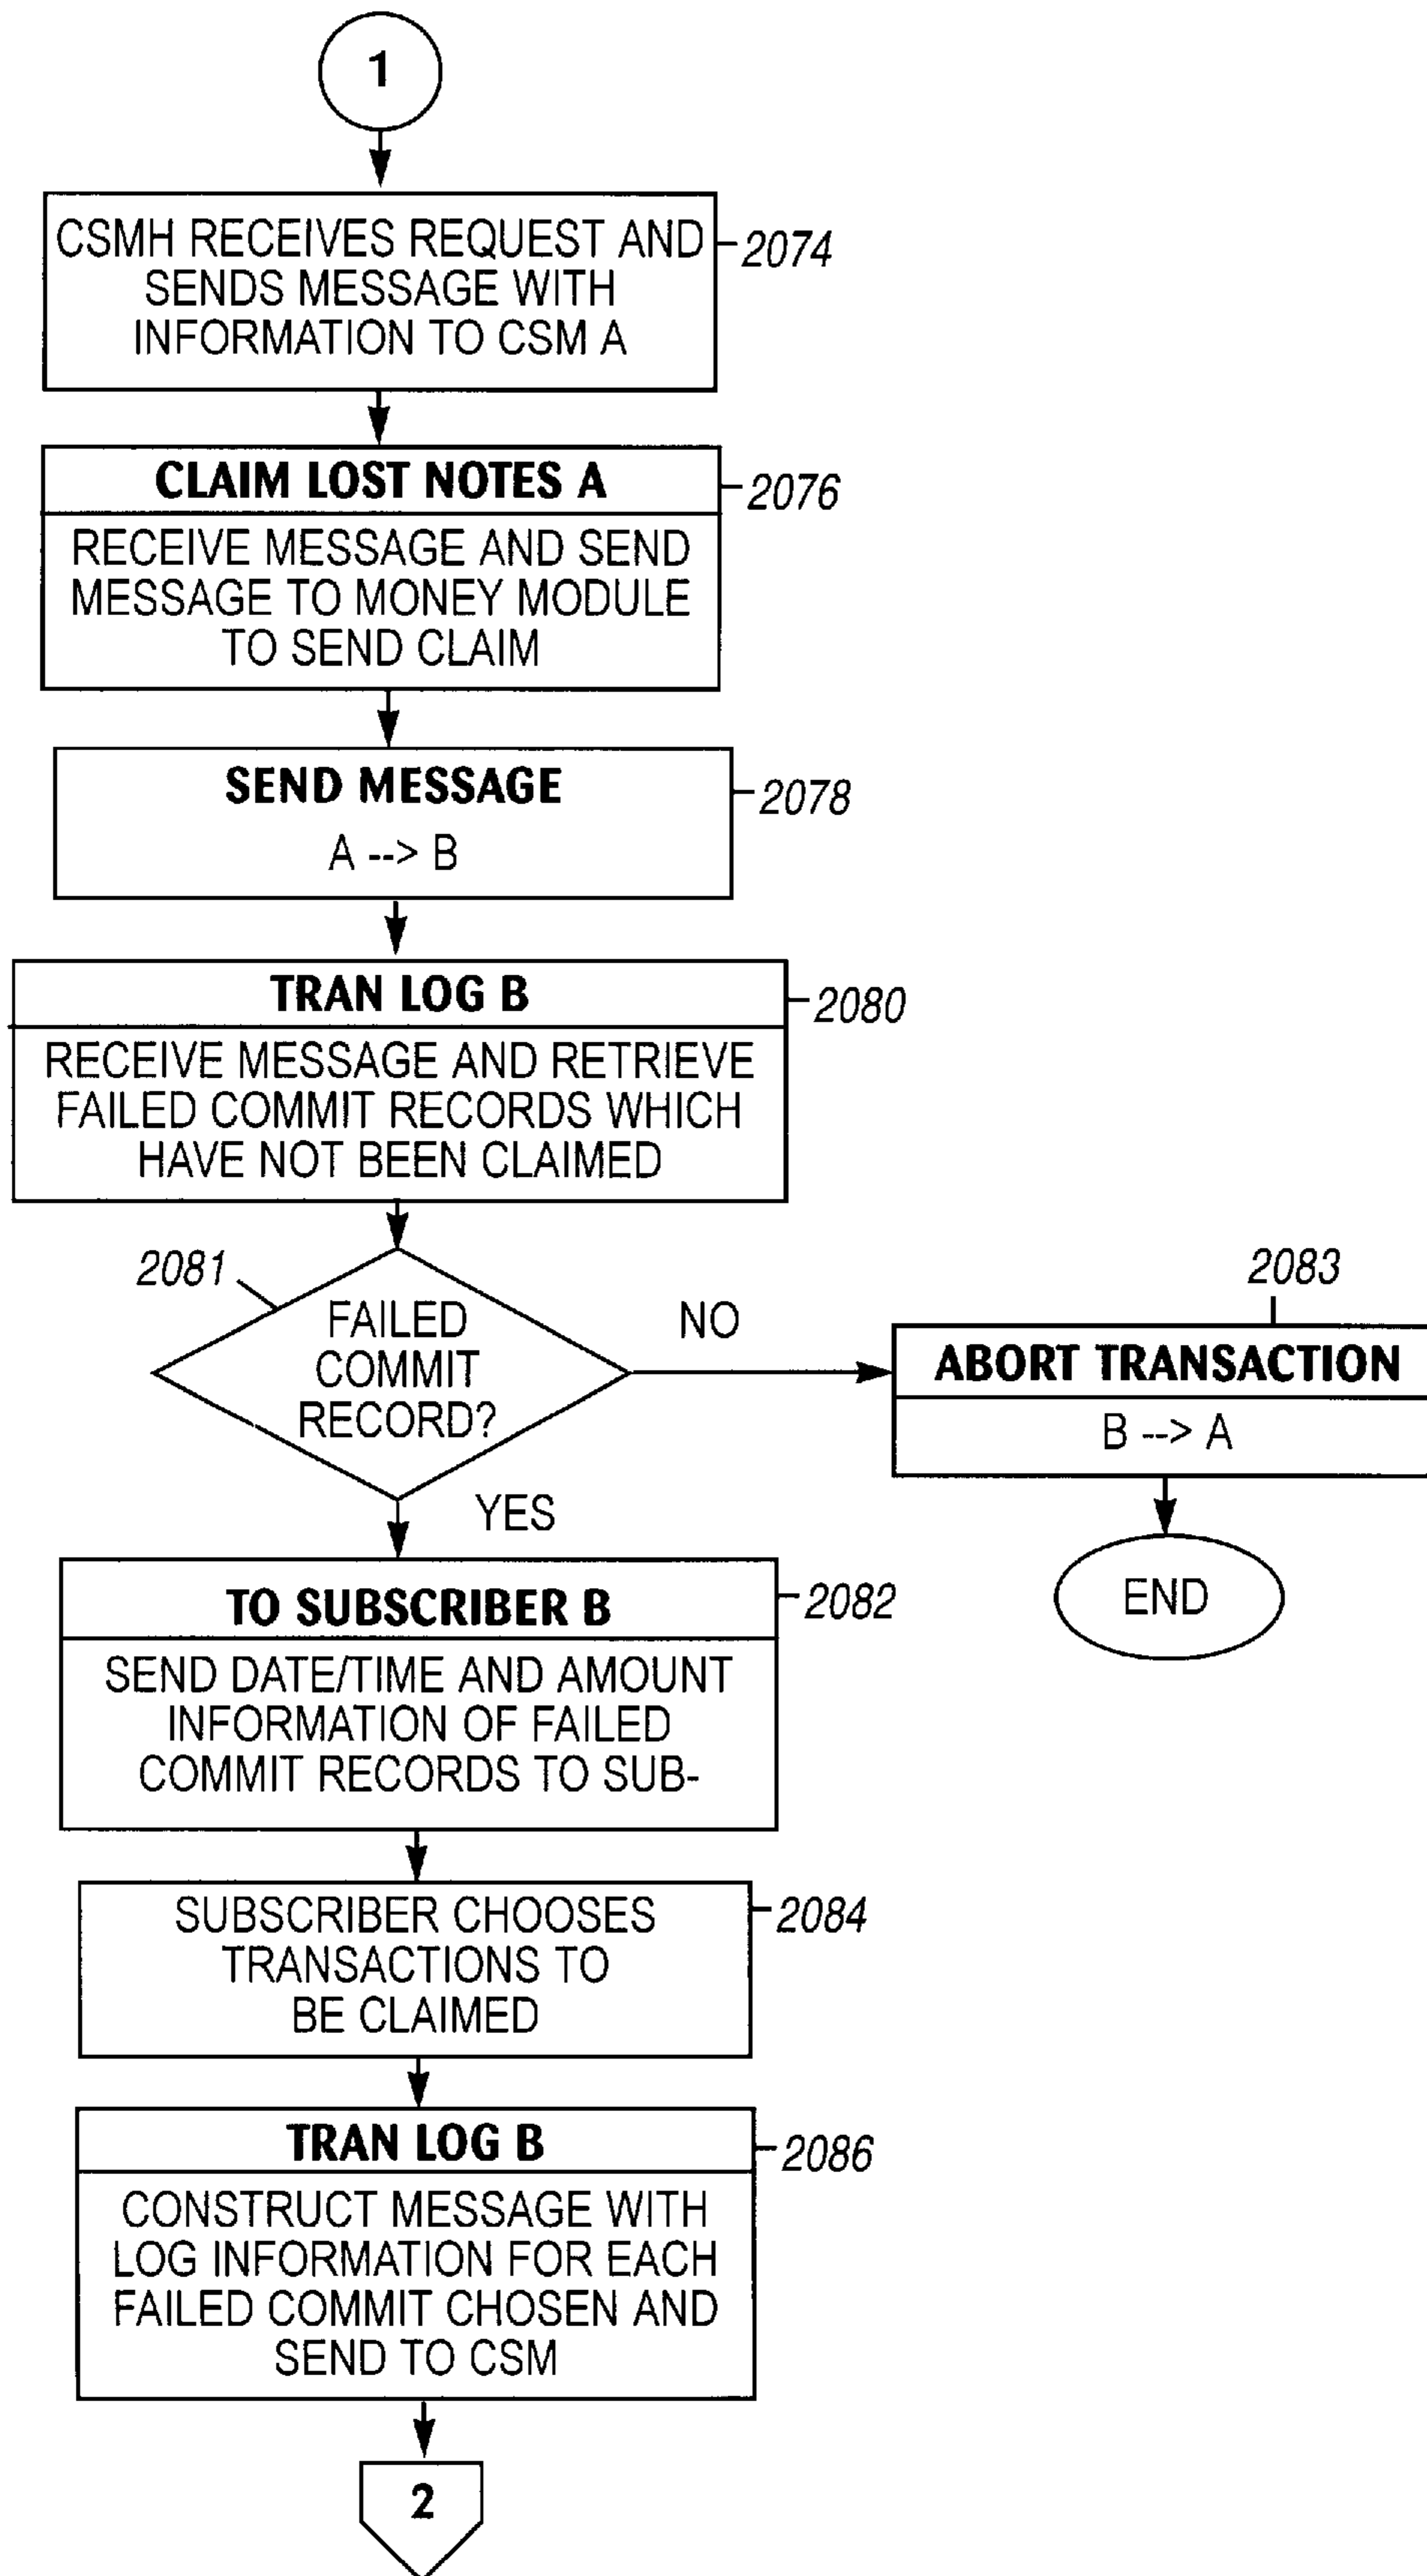 1
CSMH RECEIVES REQUEST AND
SENDS MESSAGE WITH
INFORMATION TO CSM A
2074
CLAIM LOST NOTES A
2076
RECEIVE MESSAGE AND SEND
MESSAGE TO MONEY MODULE
TO SEND CLAIM
SEND MESSAGE
2078
A --> B
TRAN LOG B
2080
RECEIVE MESSAGE AND RETRIEVE
FAILED COMMIT RECORDS WHICH
HAVE NOT BEEN CLAIMED
2081
FAILED
COMMIT
RECORD?
NO
2083
ABORT TRANSACTION
B --> A
END
YES
TO SUBSCRIBER B
2082
SEND DATE/TIME AND AMOUNT
INFORMATION OF FAILED
COMMIT RECORDS TO SUB-
SUBSCRIBER CHOOSES
TRANSACTIONS TO
BE CLAIMED
2084
TRAN LOG B
2086
CONSTRUCT MESSAGE WITH
LOG INFORMATION FOR EACH
FAILED COMMIT CHOSEN AND
SEND TO CSM
2